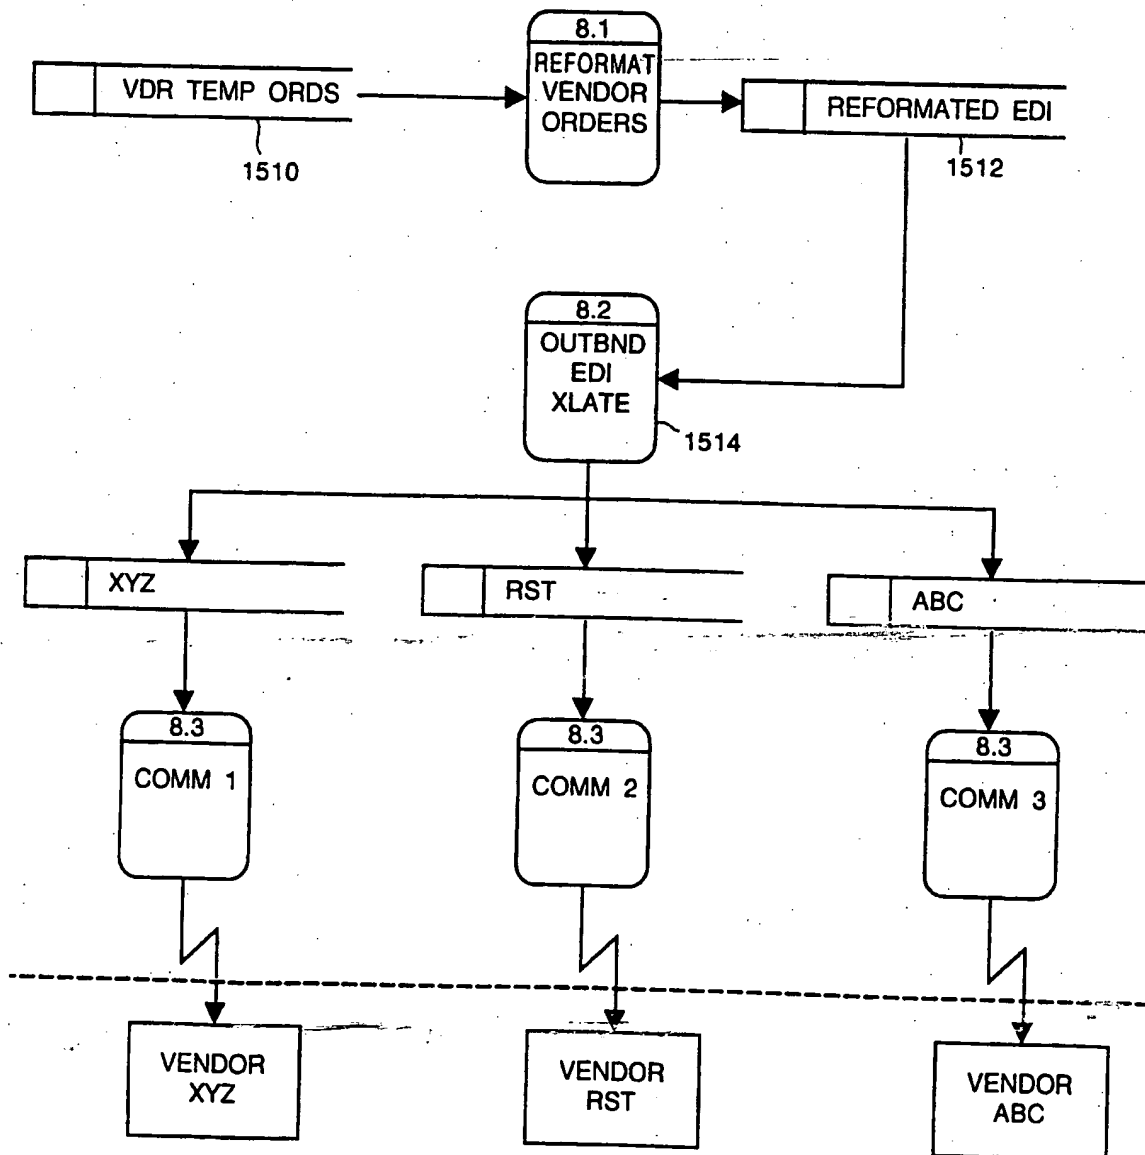 8.1
REFORMAT
VENDOR
ORDERS
VDR TEMP ORDS
1510
REFORMATED EDI
1512
8.2
OUTBND
EDI
XLATE
1514
XYZ
RST
ABC
8.3
COMM 1
8.3
COMM 2
8.3
COMM 3
VENDOR
XYZ
VENDOR
RST
VENDOR
ABC